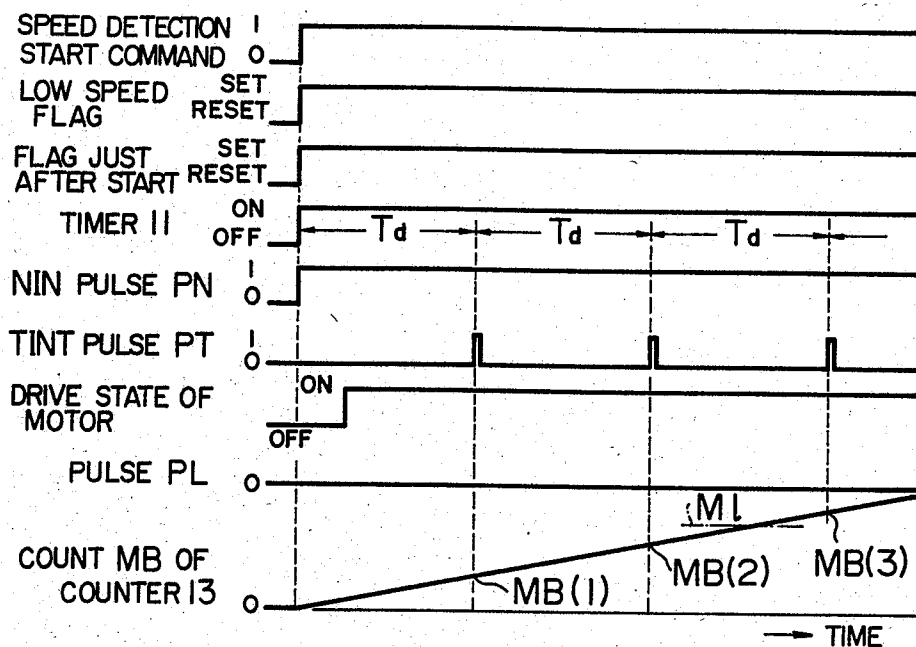 SPEED DETECTION 1
START COMMAND 0
LOW SPEED SET
FLAG RESET
FLAG JUST SET
AFTER START RESET
TIMER 11 ON
OFF
Td Td Td
NIN PULSE PN 1
0
TINT PULSE PT 1
0
DRIVE STATE OF ON
MOTOR OFF
PULSE PL 0
M1
COUNT MB OF
COUNTER 13 0
MB(1) MB(2) MB(3)
TIME